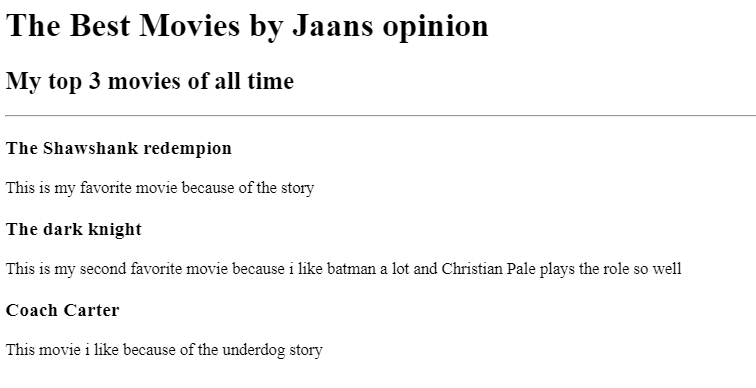 The Best Movies by Jaans opinion
My top 3 movies of all time
The Shawshank redempion
This is my favorite movie because of the story
The dark knight
This is my second favorite movie because i like batman a lot and Christian Pale plays the role so well
Coach Carter
This movie i like because of the underdog story